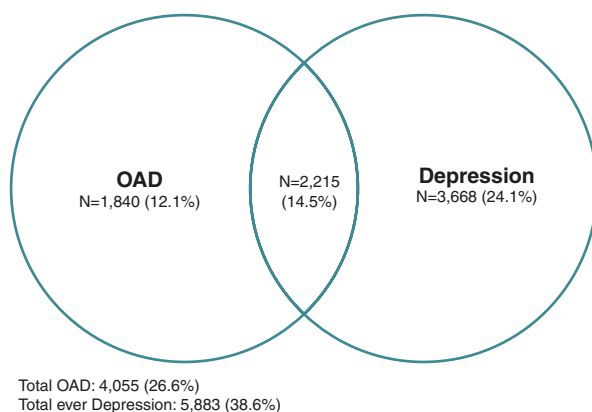 OAD
N=1,840 (12.1%)
N=2,215
(14.5%)
Depression
N=3,668 (24.1%)
Total OAD: 4,055 (26.6%)
Total ever Depression: 5,883 (38.6%)